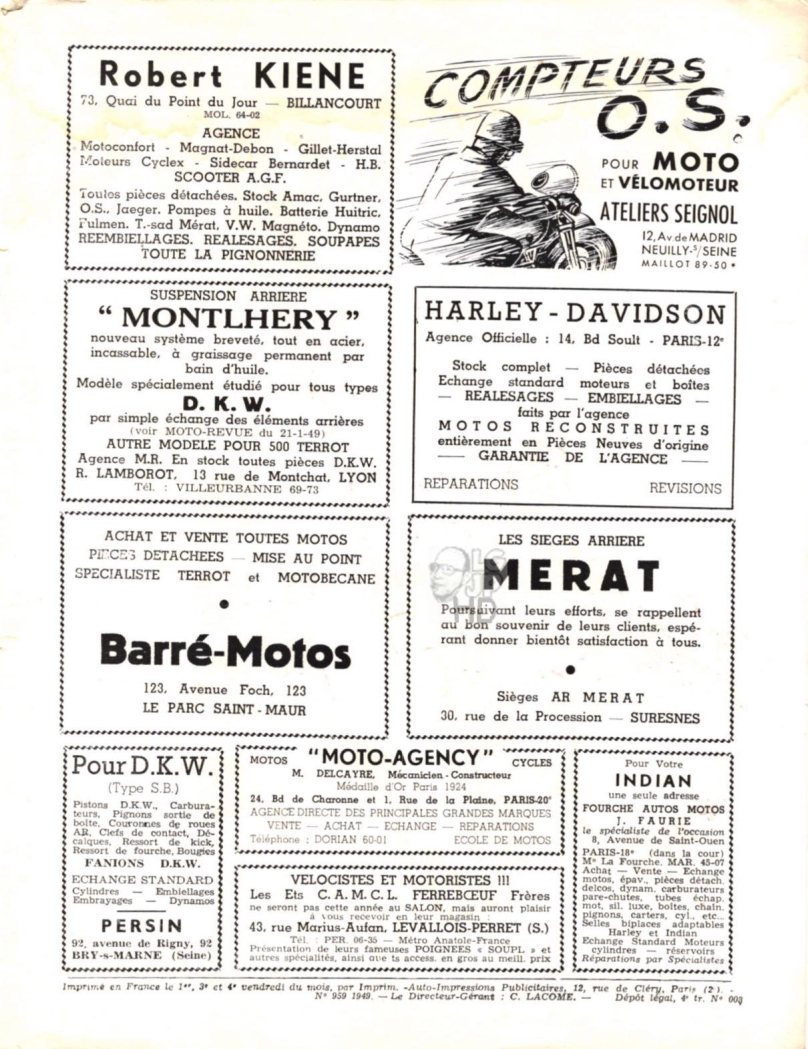 Robert KIENE
73, Quai du Point du Jour — BILLANCOURT
MOL. 64-02
AGENCE
Motoconfort - Magnat-Debon - Gillet-Herstal
Moteurs Cyclex - Sidecar Bernardet - H.B.
SCOOTER A.G.F.
Toutes pièces détachées. Stock Amac, Gurtner,
O.S., Jaeger. Pompes à huile. Batterie Huitric,
Fulmen. T.-sad Mérat, V.W. Magnéto. Dynamo
REEMBIELLAGES. REALESAGES. SOUPAPES
TOUTE LA PIGNONNERIE
COMPTEURS
O.S.
POUR MOTO
ET VÉLOMOTEUR
ATELIERS SEIGNOL
12, Av. de MADRID
NEUILLY-S/SEINE
MAILLOT 89-50 •
SUSPENSION ARRIERE
“ MONTLHERY ”
nouveau système breveté, tout en acier,
incassable, à graissage permanent par
bain d'huile.
Modèle spécialement étudié pour tous types
D. K. W.
par simple échange des éléments arrières
(voir MOTO-REVUE du 21-1-49)
AUTRE MODELE POUR 500 TERROT
Agence M.R. En stock toutes pièces D.K.W.
R. LAMBOROT, 13 rue de Montchat, LYON
Tél. : VILLEURBANNE 69-73
HARLEY - DAVIDSON
Agence Officielle : 14, Bd Soult - PARIS-12e
Stock complet — Pièces détachées
Echange standard moteurs et boîtes
— REALESAGES — EMBIELLAGES —
faits par l'agence
MOTOS RECONSTRUITES
entièrement en Pièces Neuves d'origine
— GARANTIE DE L'AGENCE —
REPARATIONS REVISIONS
ACHAT ET VENTE TOUTES MOTOS
PIECES DETACHEES — MISE AU POINT
SPECIALISTE TERROT et MOTOBECANE
•
Barré-Motos
123, Avenue Foch, 123
LE PARC SAINT - MAUR
LES SIEGES ARRIERE
MERAT
Poursuivant leurs efforts, se rappellent
au bon souvenir de leurs clients, espé-
rant donner bientôt satisfaction à tous.
•
Sièges AR MERAT
30, rue de la Procession — SURESNES
Pour D.K.W.
(Type S.B.)
Pistons D.K.W., Carbura-
teurs, Pignons sortie de
boîte, Couronnes de roues
AR, Clefs de contact, Dé-
calques, Ressort de kick,
Ressort de fourche, Bougies
FANIONS D.K.W.
ECHANGE STANDARD
Cylindres — Embiellages
Embrayages — Dynamos
PERSIN
92, avenue de Rigny, 92
BRY-s-MARNE (Seine)
MOTOS “MOTO-AGENCY” CYCLES
M. DELCAYRE, Mécanicien - Constructeur
Médaille d'Or Paris 1924
24, Bd de Charonne et 1, Rue de la Plaine, PARIS-20e
AGENCE DIRECTE DES PRINCIPALES GRANDES MARQUES
VENTE — ACHAT — ECHANGE — REPARATIONS
Téléphone : DORIAN 60-01 ECOLE DE MOTOS
VELOCISTES ET MOTORISTES !!!
Les Ets C.A.M.C.L. FERREBŒUF Frères
ne seront pas cette année au SALON, mais auront plaisir
à vous recevoir en leur magasin :
43, rue Marius-Aufan, LEVALLOIS-PERRET (S.)
Tél. : PER. 06-35 — Métro Anatole-France
Présentation de leurs fameuses POIGNEES « SOUPL » et
autres spécialités, ainsi que ts access. en gros au meill. prix
Pour Votre
INDIAN
une seule adresse
FOURCHE AUTOS MOTOS
J. FAURIE
le spécialiste de l'occasion
8, Avenue de Saint-Ouen
PARIS-18e (dans la cour)
Mo La Fourche. MAR. 45-07
Achat — Vente — Echange
motos, épav., pièces détach.
delcos, dynam. carburateurs
pare-chutes, tubes échap.
mot, sil. luxe, boîtes, chaîn.
pignons, carters, cyl., etc...
Selles biplaces adaptables
Harley et Indian
Echange Standard Moteurs
cylindres — réservoirs
Réparations par Spécialistes
Imprimé en France le 1er, 3e et 4e vendredi du mois, par Imprim. -Auto-Impressions Publicitaires, 12, rue de Cléry, Paris (2e). -
No 959 1949. — Le Directeur-Gérant : C. LACOME. — Dépôt légal, 4e tr. No 003